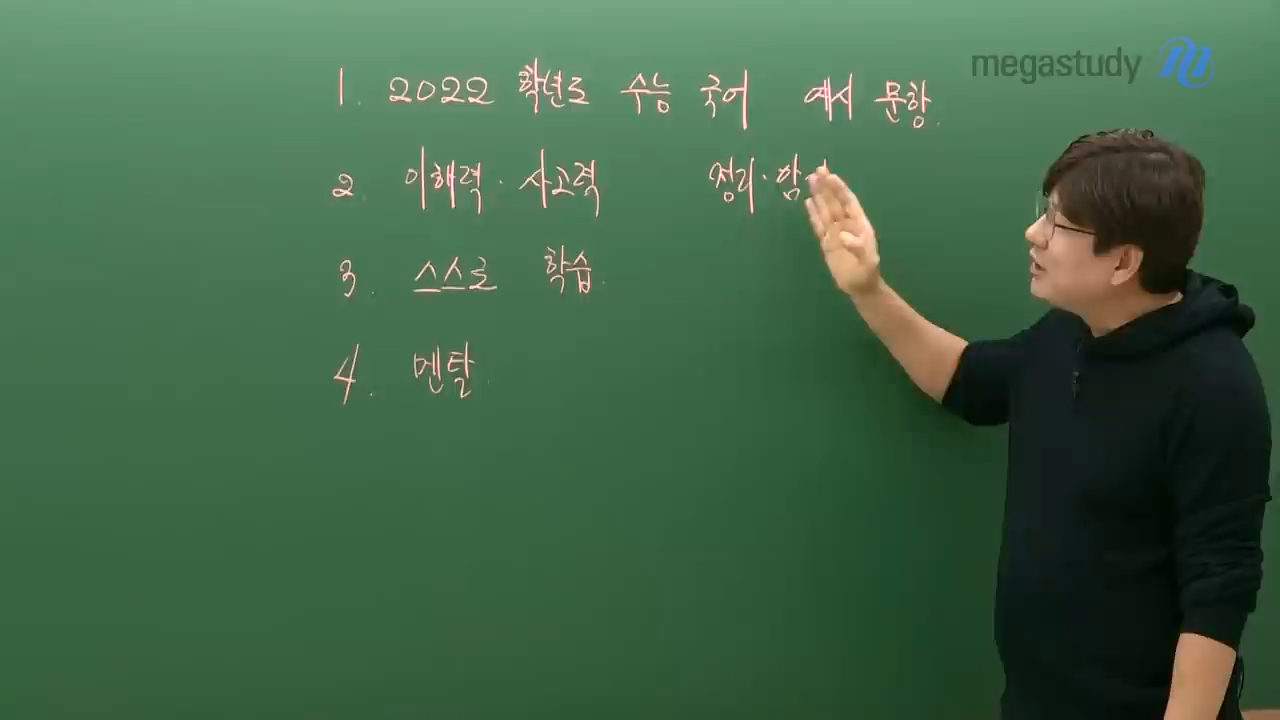 megastudy
1. 2022 학년도 수능 국어 예시 문항.
2. 이해력 · 사고력 정리 · 암
3. 스스로 학습.
4. 멘탈.